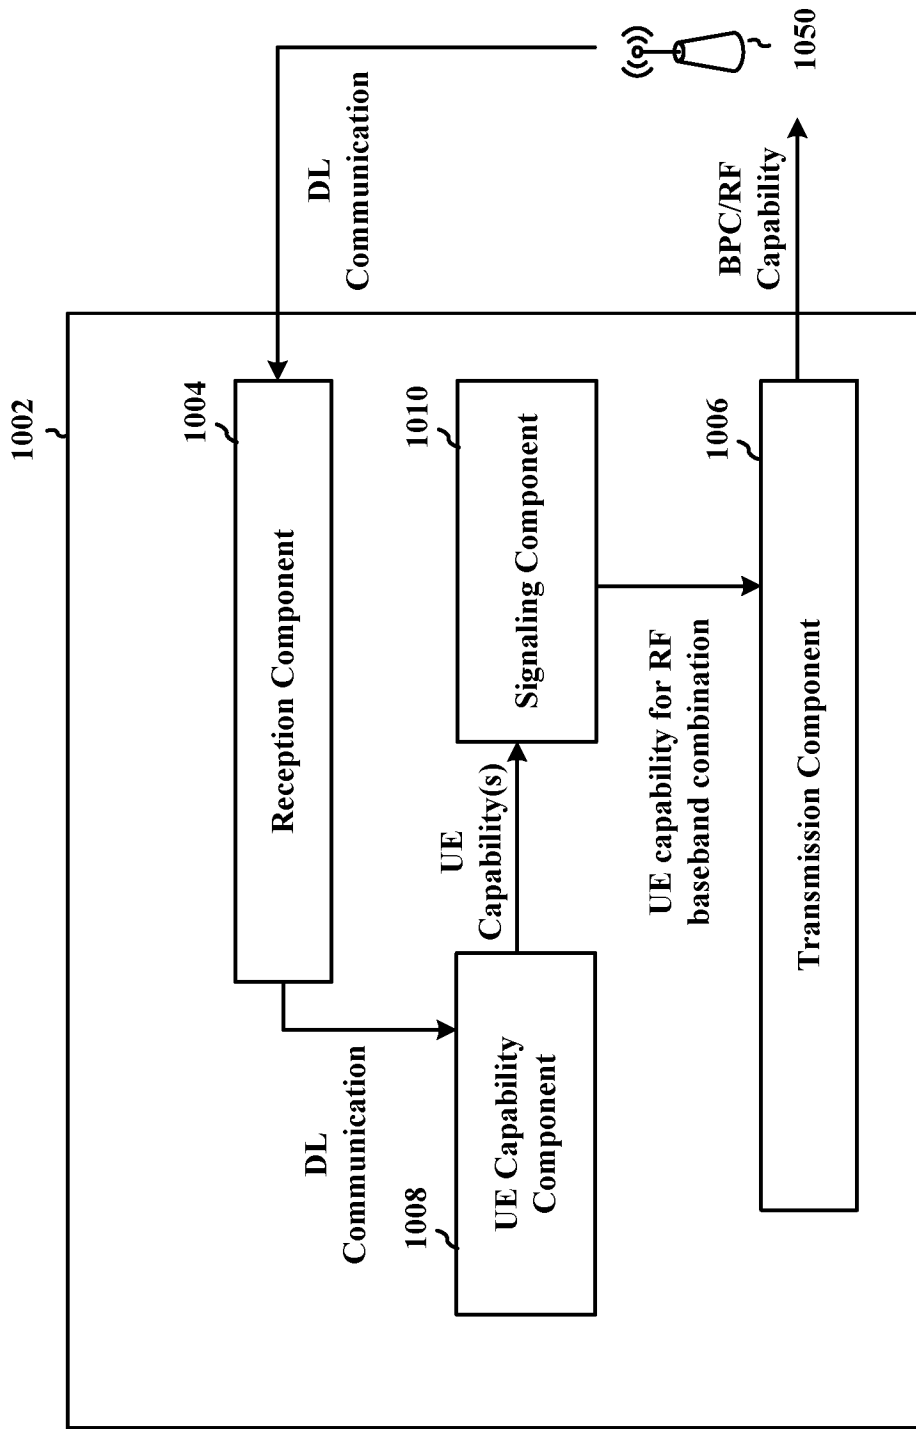 1002
1004
Reception Component
DL
Communication
1050
DL
Communication
1008
UE Capability
Component
UE
Capability(s)
1010
Signaling Component
UE capability for RF
baseband combination
1006
Transmission Component
BPC/RF
Capability